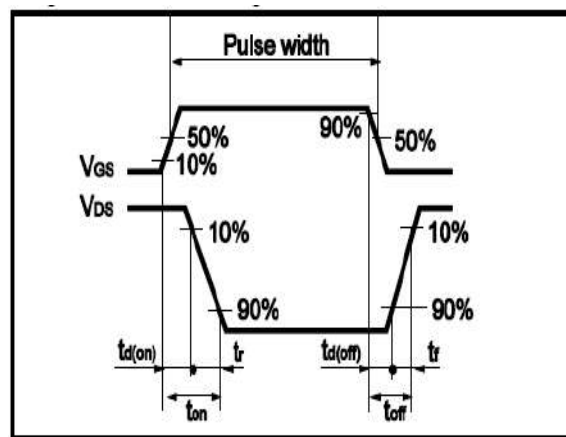 Pulse width
90%
50%
50%
10%
VGS
VDS
10%
10%
90%
90%
td(on)
tr
td(off)
tf
ton
toff